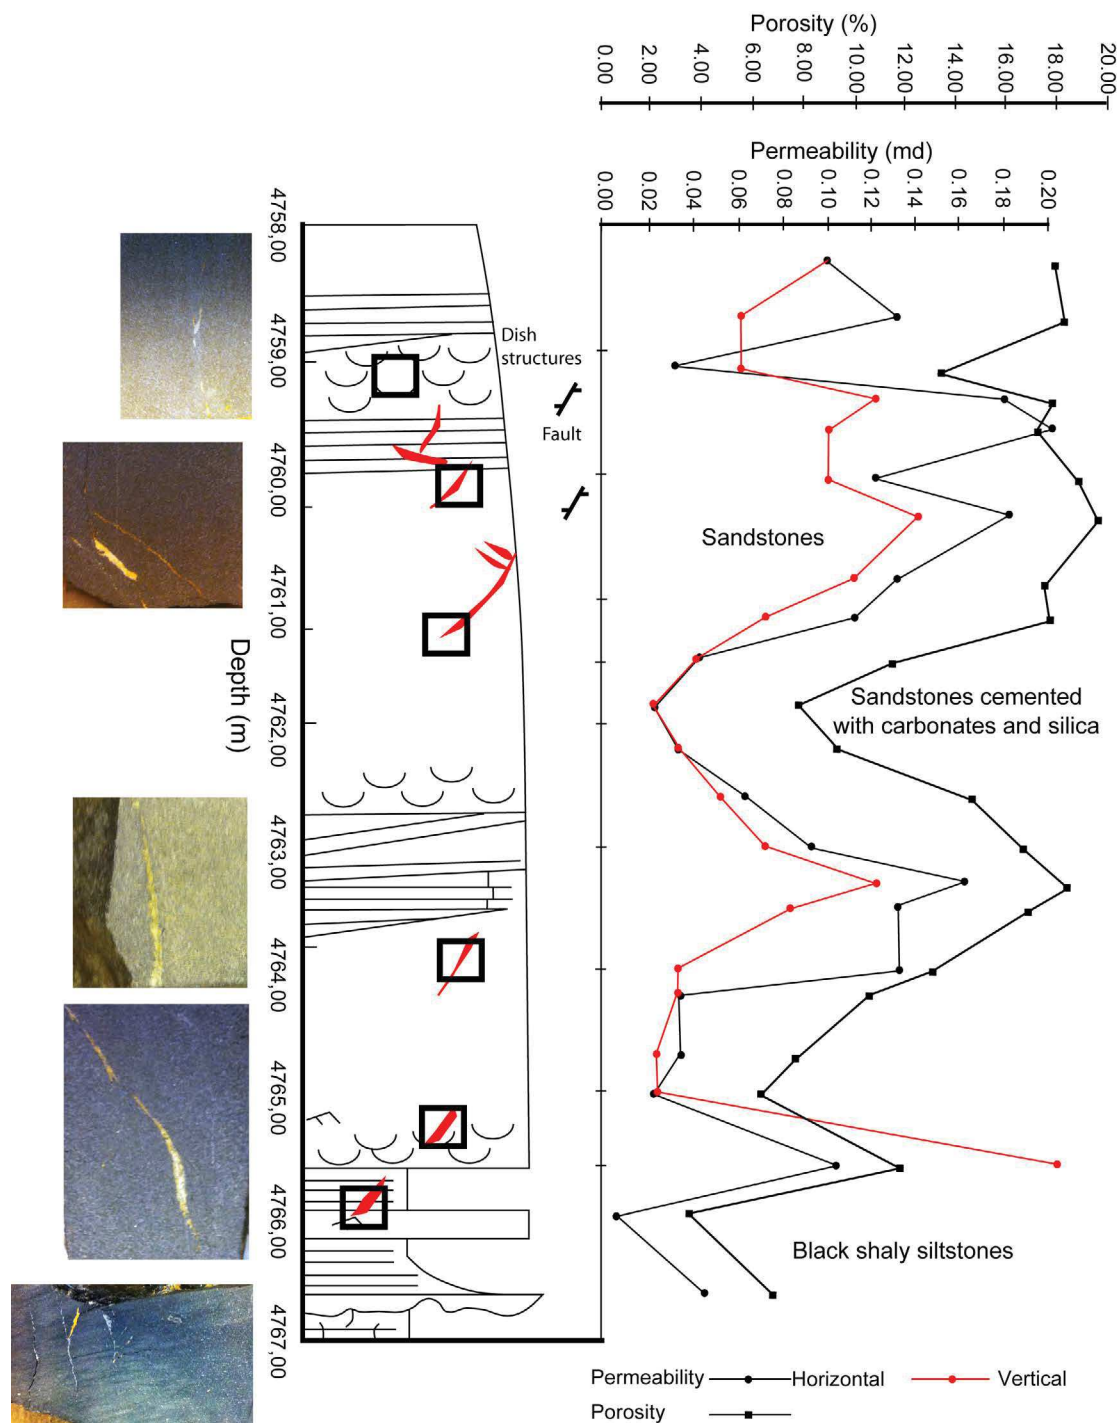 Porosity (%)
0.00 2.00 4.00 6.00 8.00 10.00 12.00 14.00 16.00 18.00 20.00
Permeability (md)
0.00 0.02 0.04 0.06 0.08 0.10 0.12 0.14 0.16 0.18 0.20
4758,00
4759,00
4760,00
4761,00
4762,00
4763,00
4764,00
4765,00
4766,00
4767,00
Depth (m)
Dish
structures
Fault
Sandstones
Sandstones cemented
with carbonates and silica
Black shaly siltstones
Permeability Horizontal Vertical
Porosity